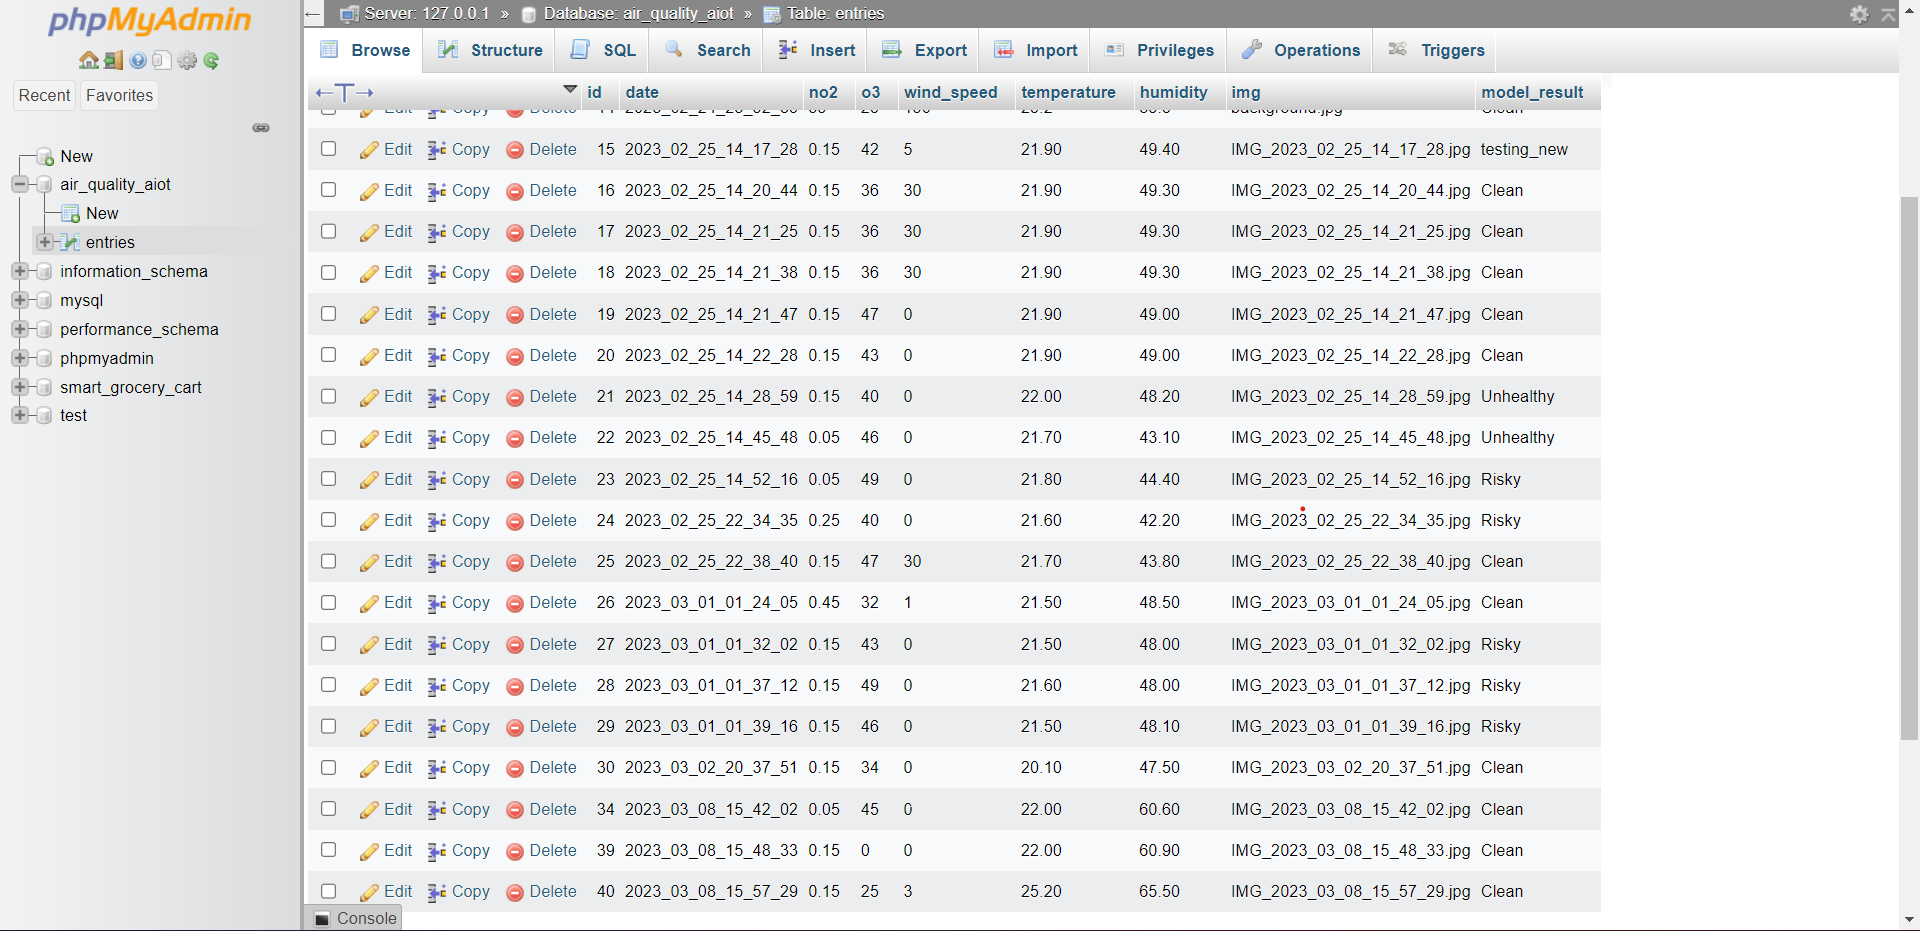 phpMyAdmin
Recent Favorites
New
air_quality_aiot
New
entries
information_schema
mysql
performance_schema
phpmyadmin
smart_grocery_cart
test
Server: 127.0.0.1 » Database: air_quality_aiot » Table: entries
Browse Structure SQL Search Insert Export Import Privileges Operations Triggers
←T→ id date no2 o3 wind_speed temperature humidity img model_result
Edit Copy Delete 15 2023_02_25_14_17_28 0.15 42 5 21.90 49.40 IMG_2023_02_25_14_17_28.jpg testing_new
Edit Copy Delete 16 2023_02_25_14_20_44 0.15 36 30 21.90 49.30 IMG_2023_02_25_14_20_44.jpg Clean
Edit Copy Delete 17 2023_02_25_14_21_25 0.15 36 30 21.90 49.30 IMG_2023_02_25_14_21_25.jpg Clean
Edit Copy Delete 18 2023_02_25_14_21_38 0.15 36 30 21.90 49.30 IMG_2023_02_25_14_21_38.jpg Clean
Edit Copy Delete 19 2023_02_25_14_21_47 0.15 47 0 21.90 49.00 IMG_2023_02_25_14_21_47.jpg Clean
Edit Copy Delete 20 2023_02_25_14_22_28 0.15 43 0 21.90 49.00 IMG_2023_02_25_14_22_28.jpg Clean
Edit Copy Delete 21 2023_02_25_14_28_59 0.15 40 0 22.00 48.20 IMG_2023_02_25_14_28_59.jpg Unhealthy
Edit Copy Delete 22 2023_02_25_14_45_48 0.05 46 0 21.70 43.10 IMG_2023_02_25_14_45_48.jpg Unhealthy
Edit Copy Delete 23 2023_02_25_14_52_16 0.05 49 0 21.80 44.40 IMG_2023_02_25_14_52_16.jpg Risky
Edit Copy Delete 24 2023_02_25_22_34_35 0.25 40 0 21.60 42.20 IMG_2023_02_25_22_34_35.jpg Risky
Edit Copy Delete 25 2023_02_25_22_38_40 0.15 47 30 21.70 43.80 IMG_2023_02_25_22_38_40.jpg Clean
Edit Copy Delete 26 2023_03_01_01_24_05 0.45 32 1 21.50 48.50 IMG_2023_03_01_01_24_05.jpg Clean
Edit Copy Delete 27 2023_03_01_01_32_02 0.15 43 0 21.50 48.00 IMG_2023_03_01_01_32_02.jpg Risky
Edit Copy Delete 28 2023_03_01_01_37_12 0.15 49 0 21.60 48.00 IMG_2023_03_01_01_37_12.jpg Risky
Edit Copy Delete 29 2023_03_01_01_39_16 0.15 46 0 21.50 48.10 IMG_2023_03_01_01_39_16.jpg Risky
Edit Copy Delete 30 2023_03_02_20_37_51 0.15 34 0 20.10 47.50 IMG_2023_03_02_20_37_51.jpg Clean
Edit Copy Delete 34 2023_03_08_15_42_02 0.05 45 0 22.00 60.60 IMG_2023_03_08_15_42_02.jpg Clean
Edit Copy Delete 39 2023_03_08_15_48_33 0.15 0 0 22.00 60.90 IMG_2023_03_08_15_48_33.jpg Clean
Edit Copy Delete 40 2023_03_08_15_57_29 0.15 25 3 25.20 65.50 IMG_2023_03_08_15_57_29.jpg Clean
Console